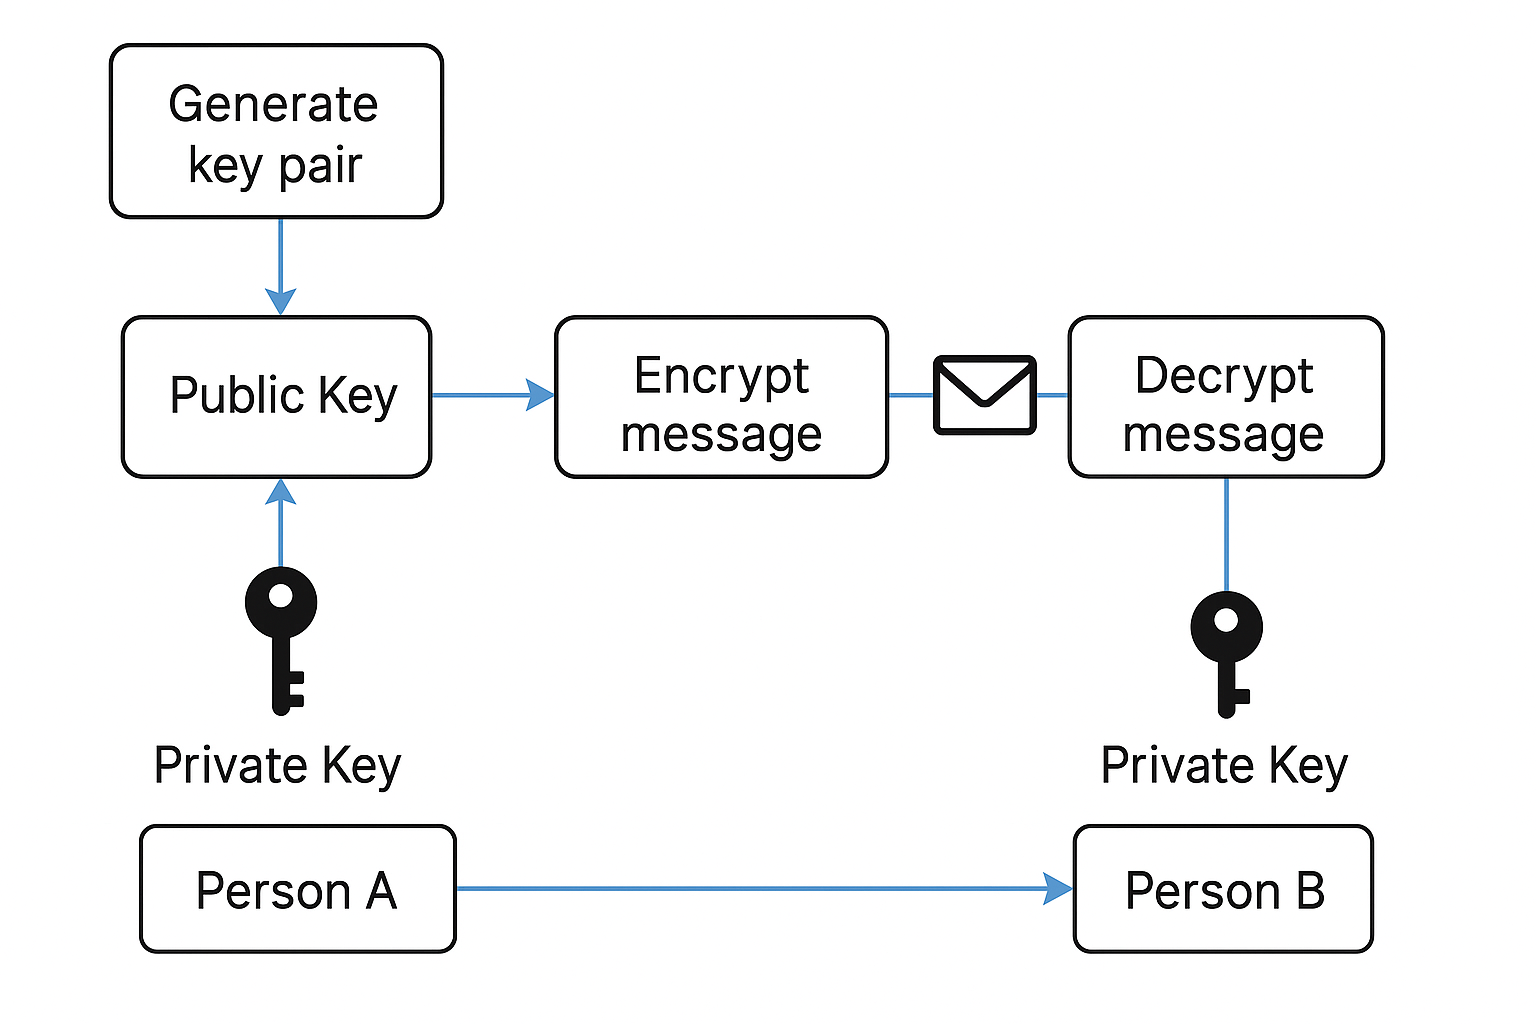 Generate
key pair
Public Key
Encrypt
message
Decrypt
message
Private Key
Private Key
Person A
Person B